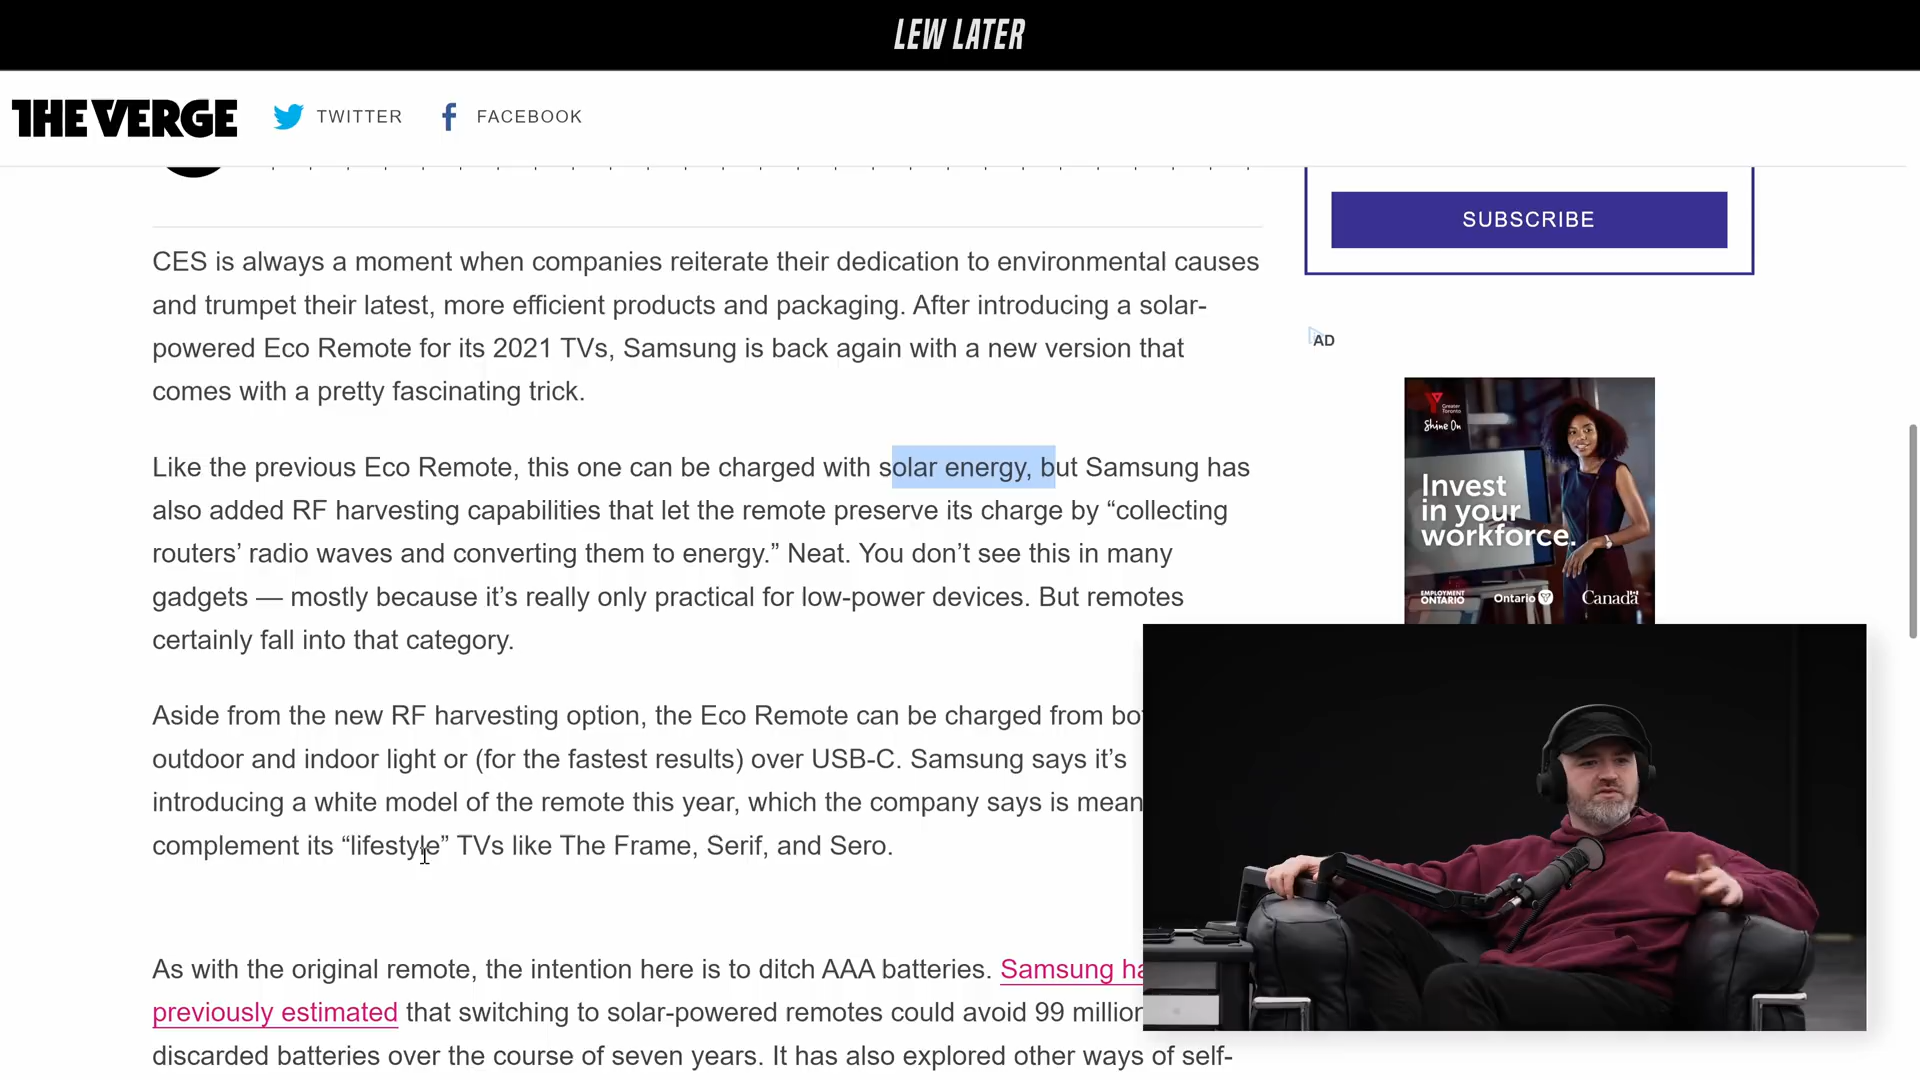 LEW LATER
THE VERGE
TWITTER
FACEBOOK
SUBSCRIBE
CES is always a moment when companies reiterate their dedication to environmental causes
and trumpet their latest, more efficient products and packaging. After introducing a solar-
powered Eco Remote for its 2021 TVs, Samsung is back again with a new version that
comes with a pretty fascinating trick.
Like the previous Eco Remote, this one can be charged with solar energy, but Samsung has
also added RF harvesting capabilities that let the remote preserve its charge by “collecting
routers’ radio waves and converting them to energy.” Neat. You don’t see this in many
gadgets — mostly because it’s really only practical for low-power devices. But remotes
certainly fall into that category.
Aside from the new RF harvesting option, the Eco Remote can be charged from
outdoor and indoor light or (for the fastest results) over USB-C. Samsung says it’s
introducing a white model of the remote this year, which the company says is
complement its “lifestyle” TVs like The Frame, Serif, and Sero.
As with the original remote, the intention here is to ditch AAA batteries. Samsung
previously estimated that switching to solar-powered remotes could avoid 99 million
discarded batteries over the course of seven years. It has also explored other ways of self-
AD
Greater
Toronto
Shine On
Invest
in your
workforce.
EMPLOYMENT
ONTARIO
Ontario
Canada